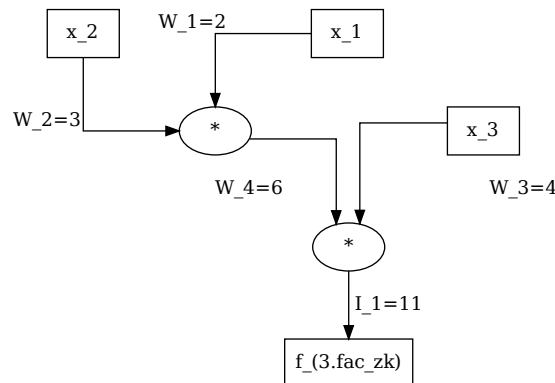 W_1=2
x_2
x_1
W_2=3
*
x_3
W_4=6
W_3=4
*
I_1=11
f_(3.fac_zk)